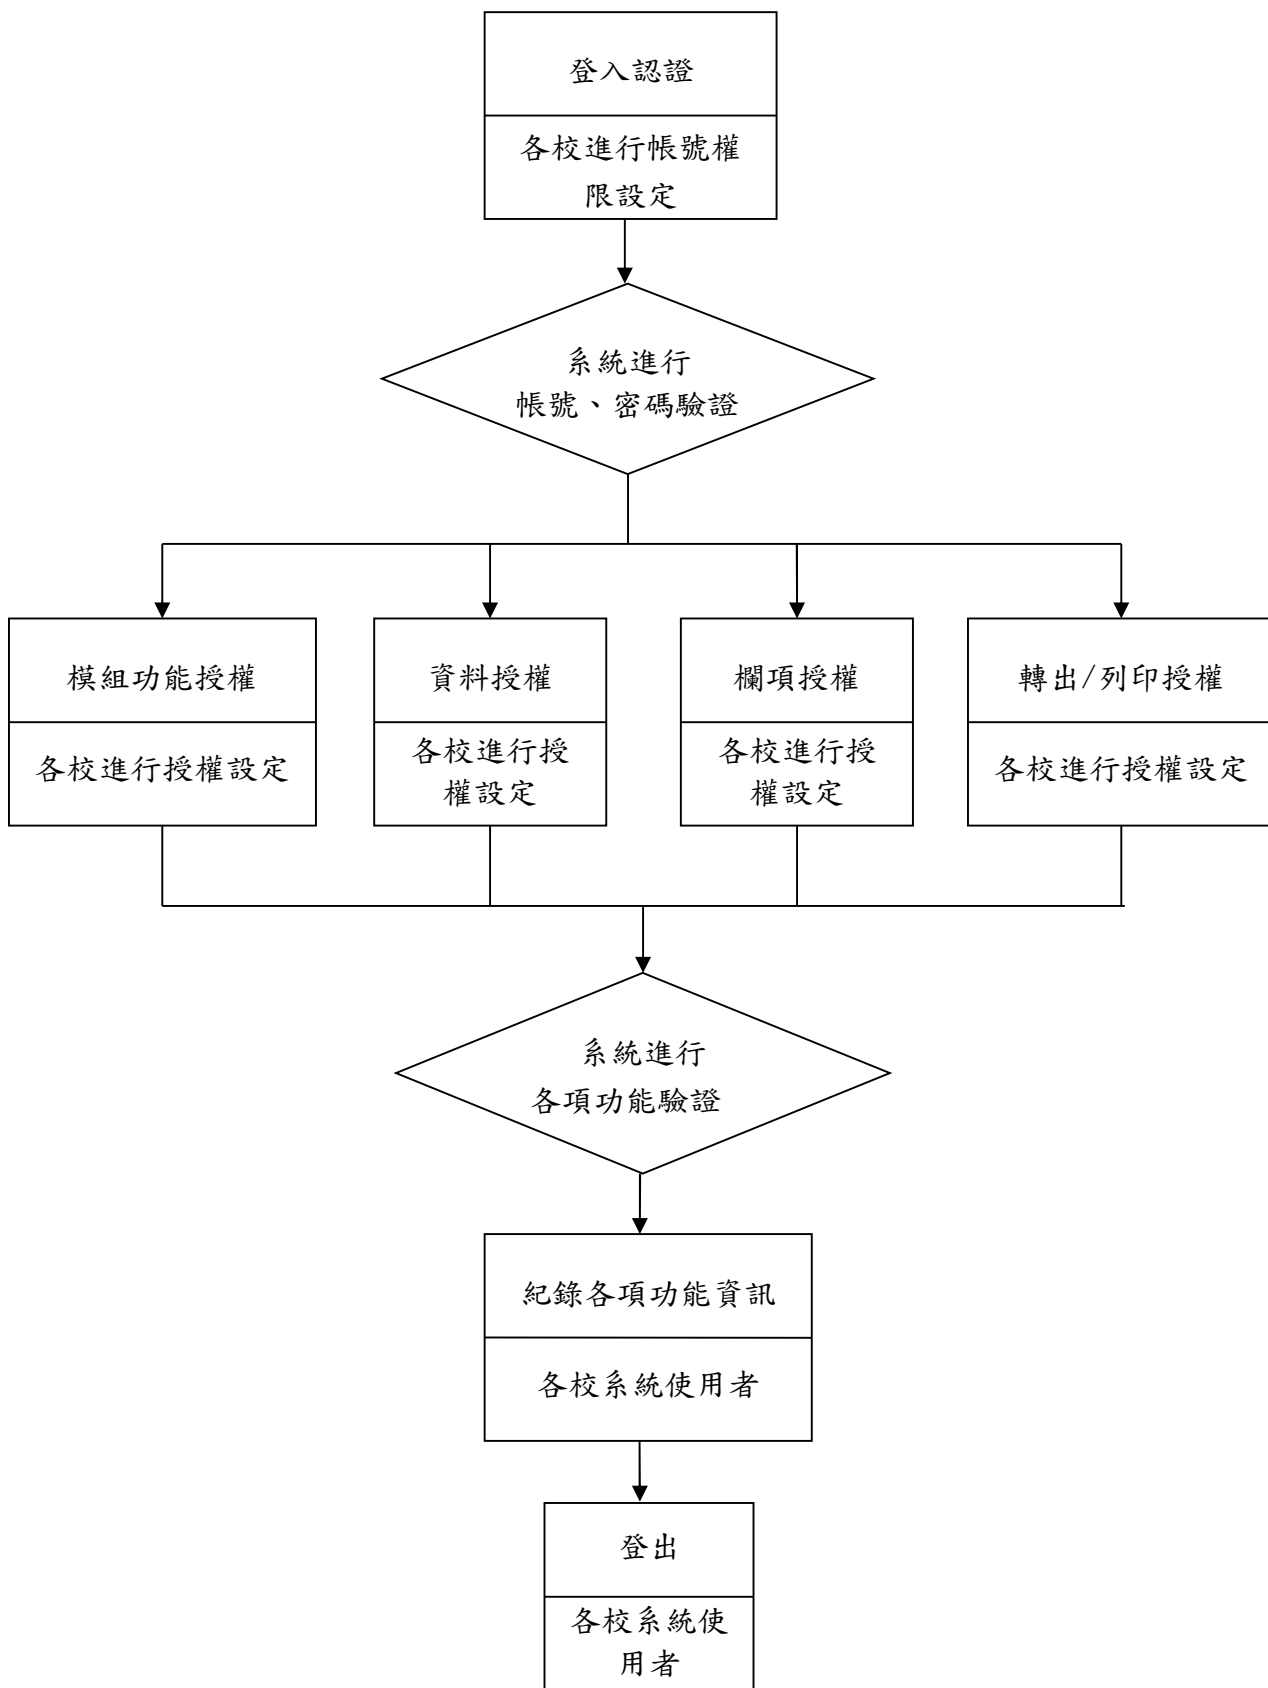 登入認證
各校進行帳號權
限設定
系統進行
帳號、密碼驗證
模組功能授權
各校進行授權設定
資料授權
各校進行授
權設定
欄項授權
各校進行授
權設定
轉出/列印授權
各校進行授權設定
系統進行
各項功能驗證
紀錄各項功能資訊
各校系統使用者
登出
各校系統使
用者